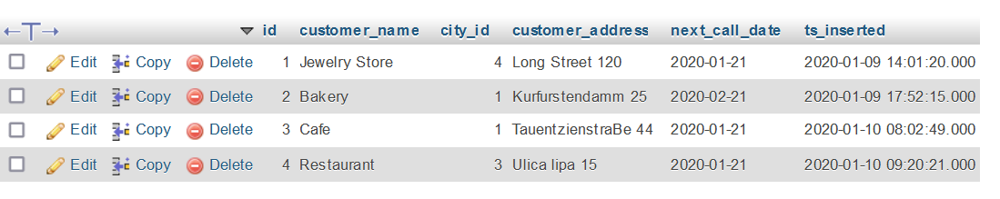 ←T→ id customer_name city_id customer_address next_call_date ts_inserted
Edit Copy Delete 1 Jewelry Store 4 Long Street 120 2020-01-21 2020-01-09 14:01:20.000
Edit Copy Delete 2 Bakery 1 Kurfurstendamm 25 2020-02-21 2020-01-09 17:52:15.000
Edit Copy Delete 3 Cafe 1 TauentzienstraBe 44 2020-01-21 2020-01-10 08:02:49.000
Edit Copy Delete 4 Restaurant 3 Ulica lipa 15 2020-01-21 2020-01-10 09:20:21.000